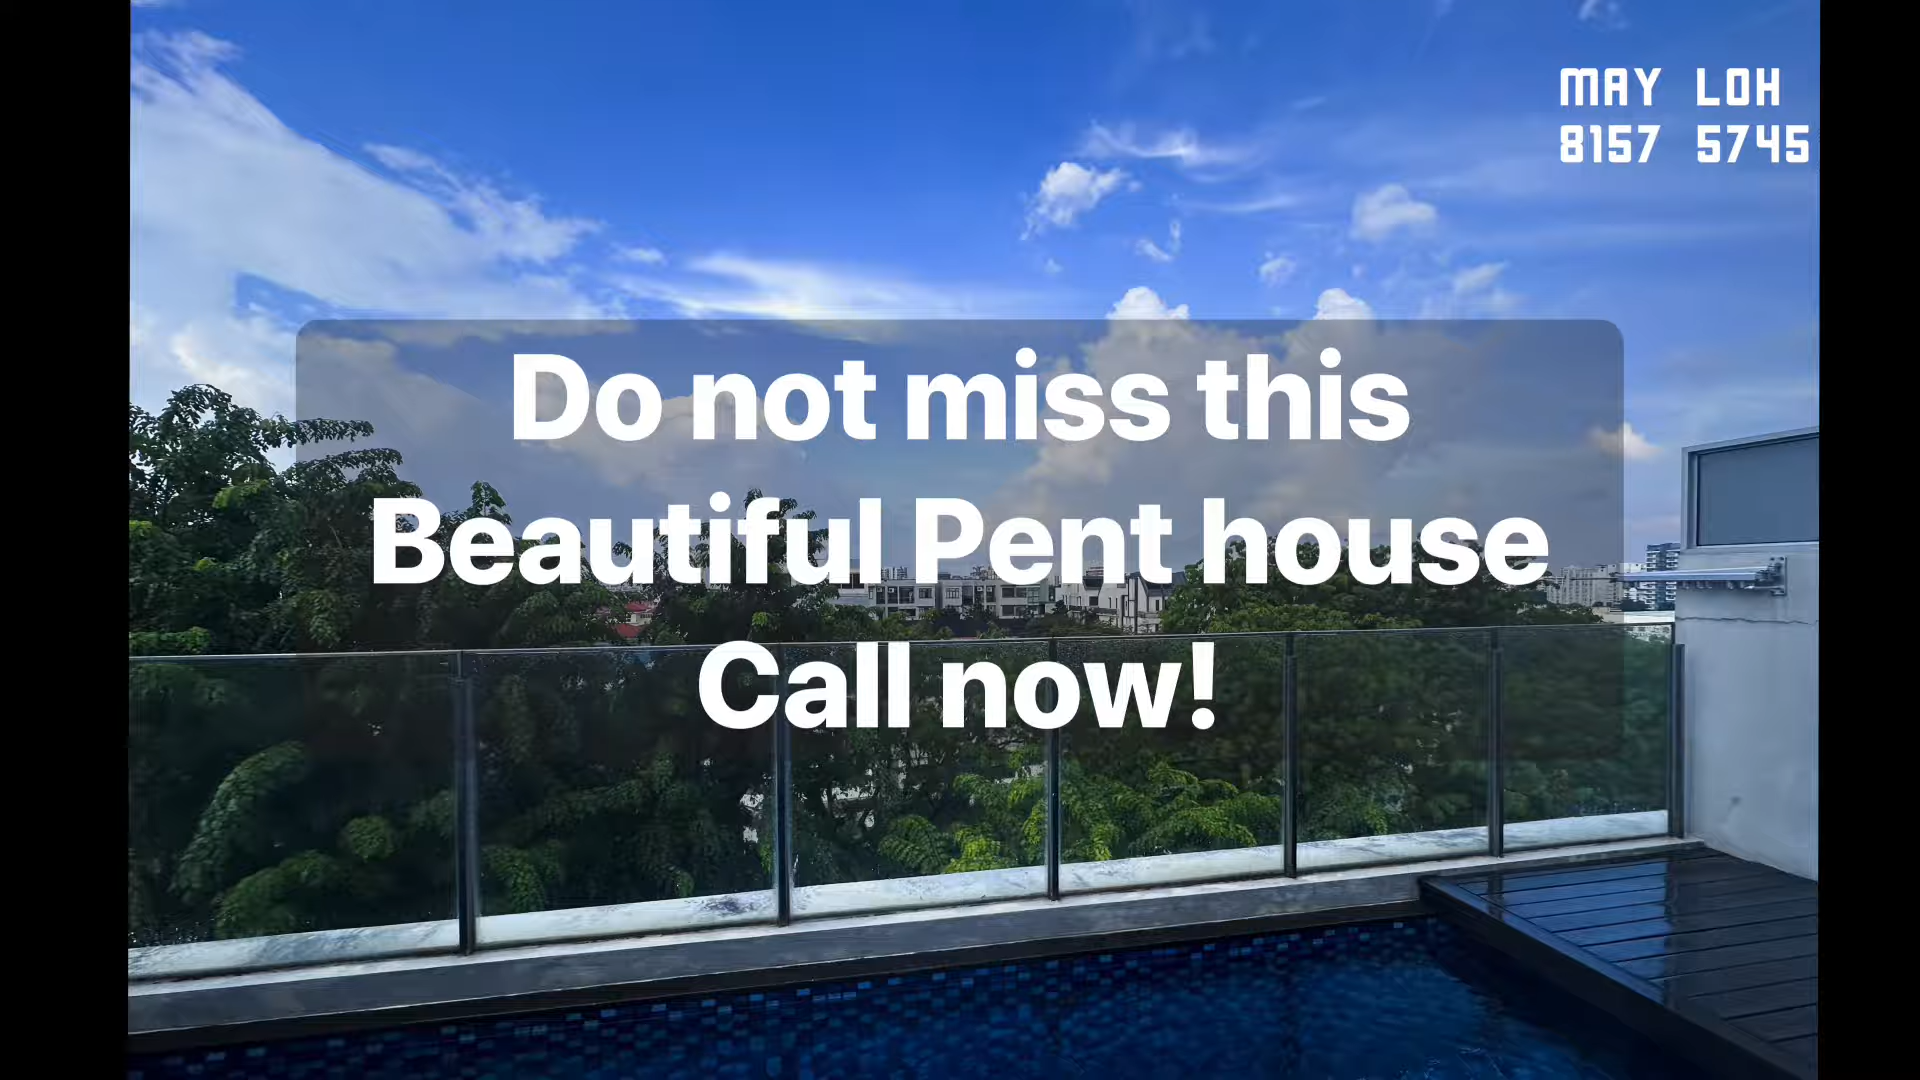 MAY LOH
8157 5745
Do not miss this
Beautiful Pent house
Call now!